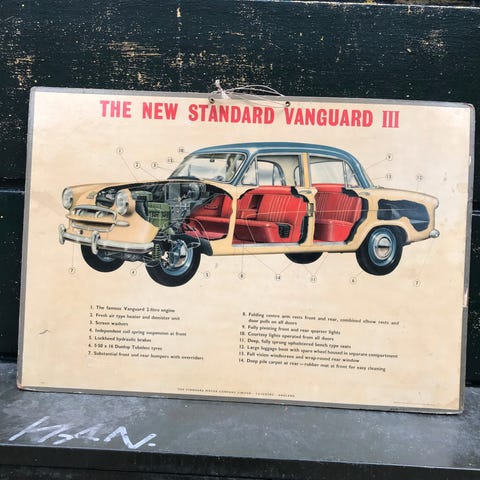 THE NEW STANDARD VANGUARD III
1. The famous Vanguard 2-litre engine
2. Fresh air type heater and demister unit
3. Screen washers
4. Independent coil spring suspension at front
5. Lockheed hydraulic brakes
6. 5·50 x 16 Dunlop Tubeless tyres
7. Substantial front and rear bumpers with overriders
8. Folding centre arm rests front and rear, combined elbow rests and
door pulls on all doors
9. Fully pivoting front and rear quarter lights
10. Courtesy lights operated from all doors
11. Deep, fully sprung upholstered bench type seats
12. Large luggage boot with spare wheel housed in separate compartment
13. Full vision windscreen and wrap-round rear window
14. Deep pile carpet at rear—rubber mat at front for easy cleaning
THE STANDARD MOTOR COMPANY LIMITED · COVENTRY · ENGLAND